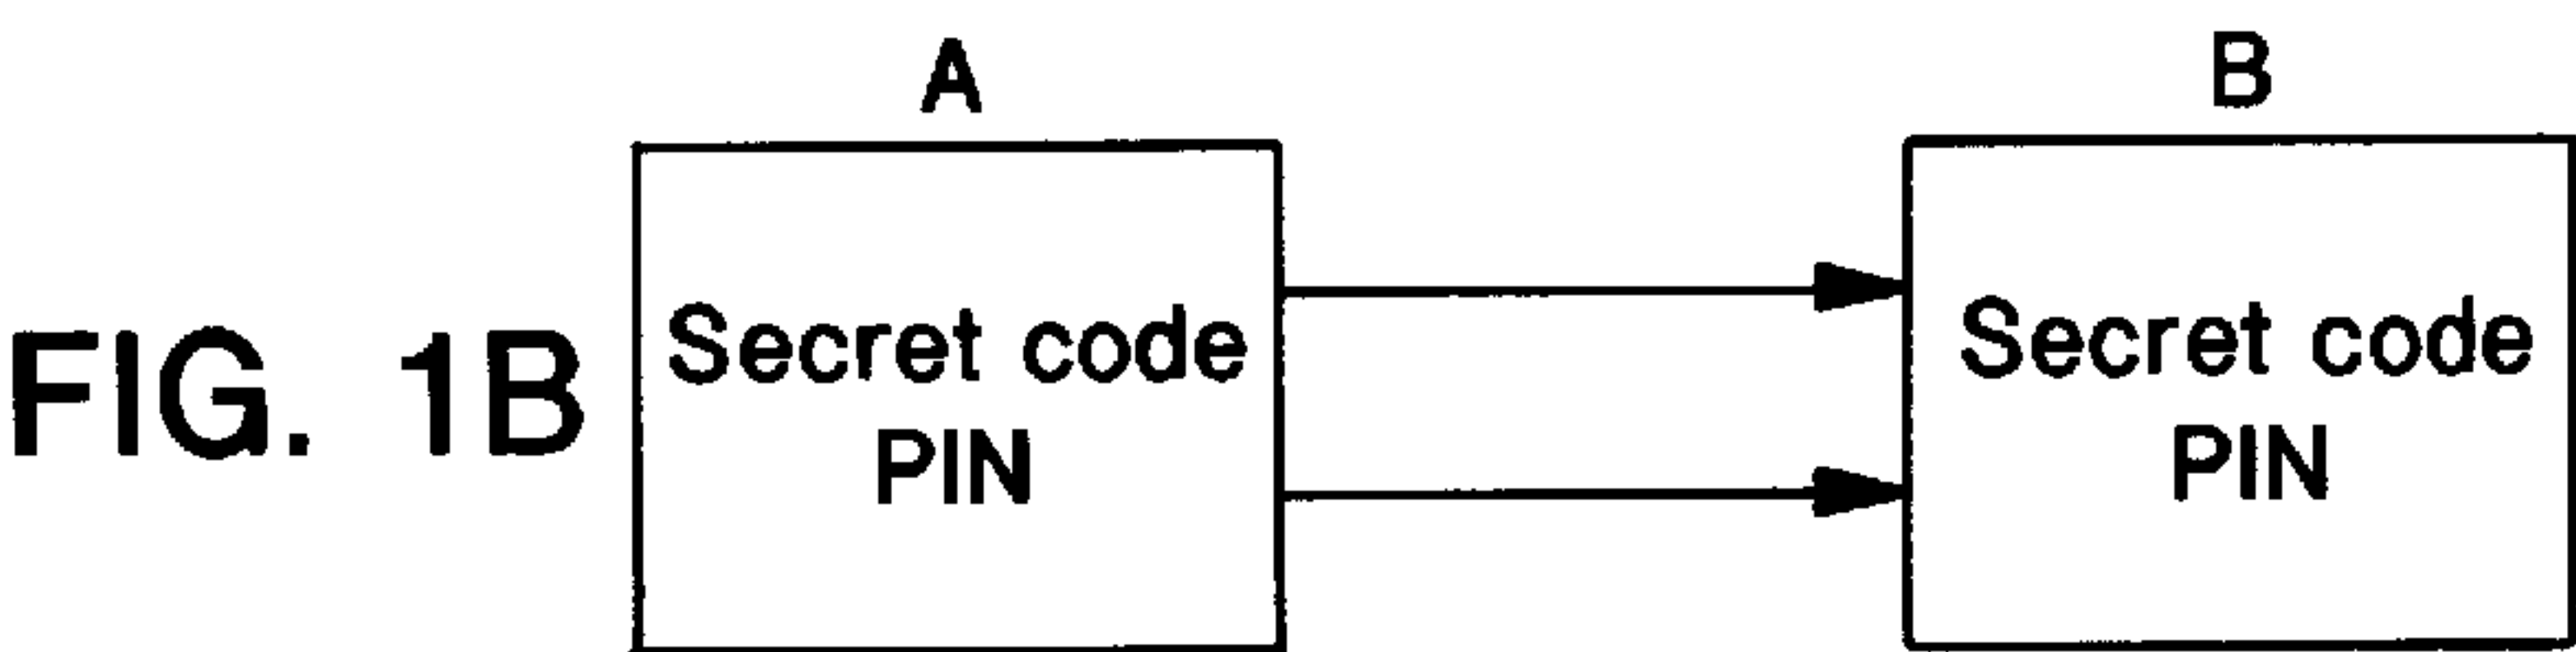 A
B
FIG. 1B
Secret code
PIN
Secret code
PIN